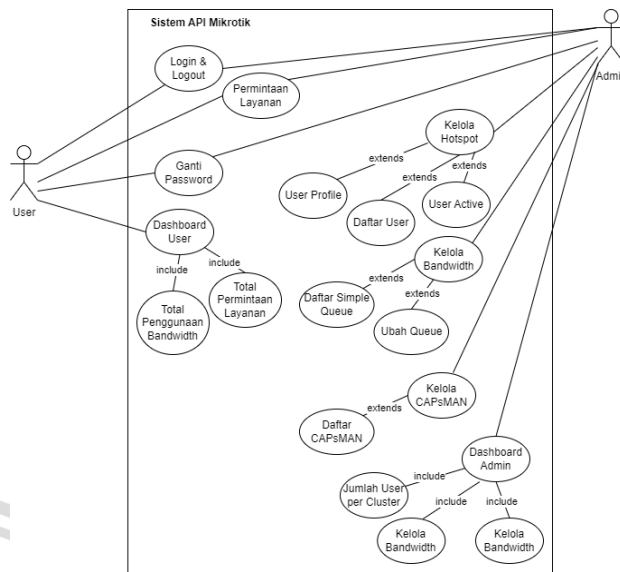 Sistem API Mikrotik
Login &
Logout
Permintaan
Layanan
Admin
Kelola
Hotspot
extends
extends
extends
Ganti
Password
User Profile
Daftar User
User Active
User
Dashboard
User
include
include
Kelola
Bandwidth
extends
extends
Total
Penggunaan
Bandwidth
Total
Permintaan
Layanan
Daftar Simple
Queue
Ubah Queue
Kelola
CAPsMAN
extends
Daftar
CAPsMAN
Dashboard
Admin
include
include
include
Jumlah User
per Cluster
Kelola
Bandwidth
Kelola
Bandwidth